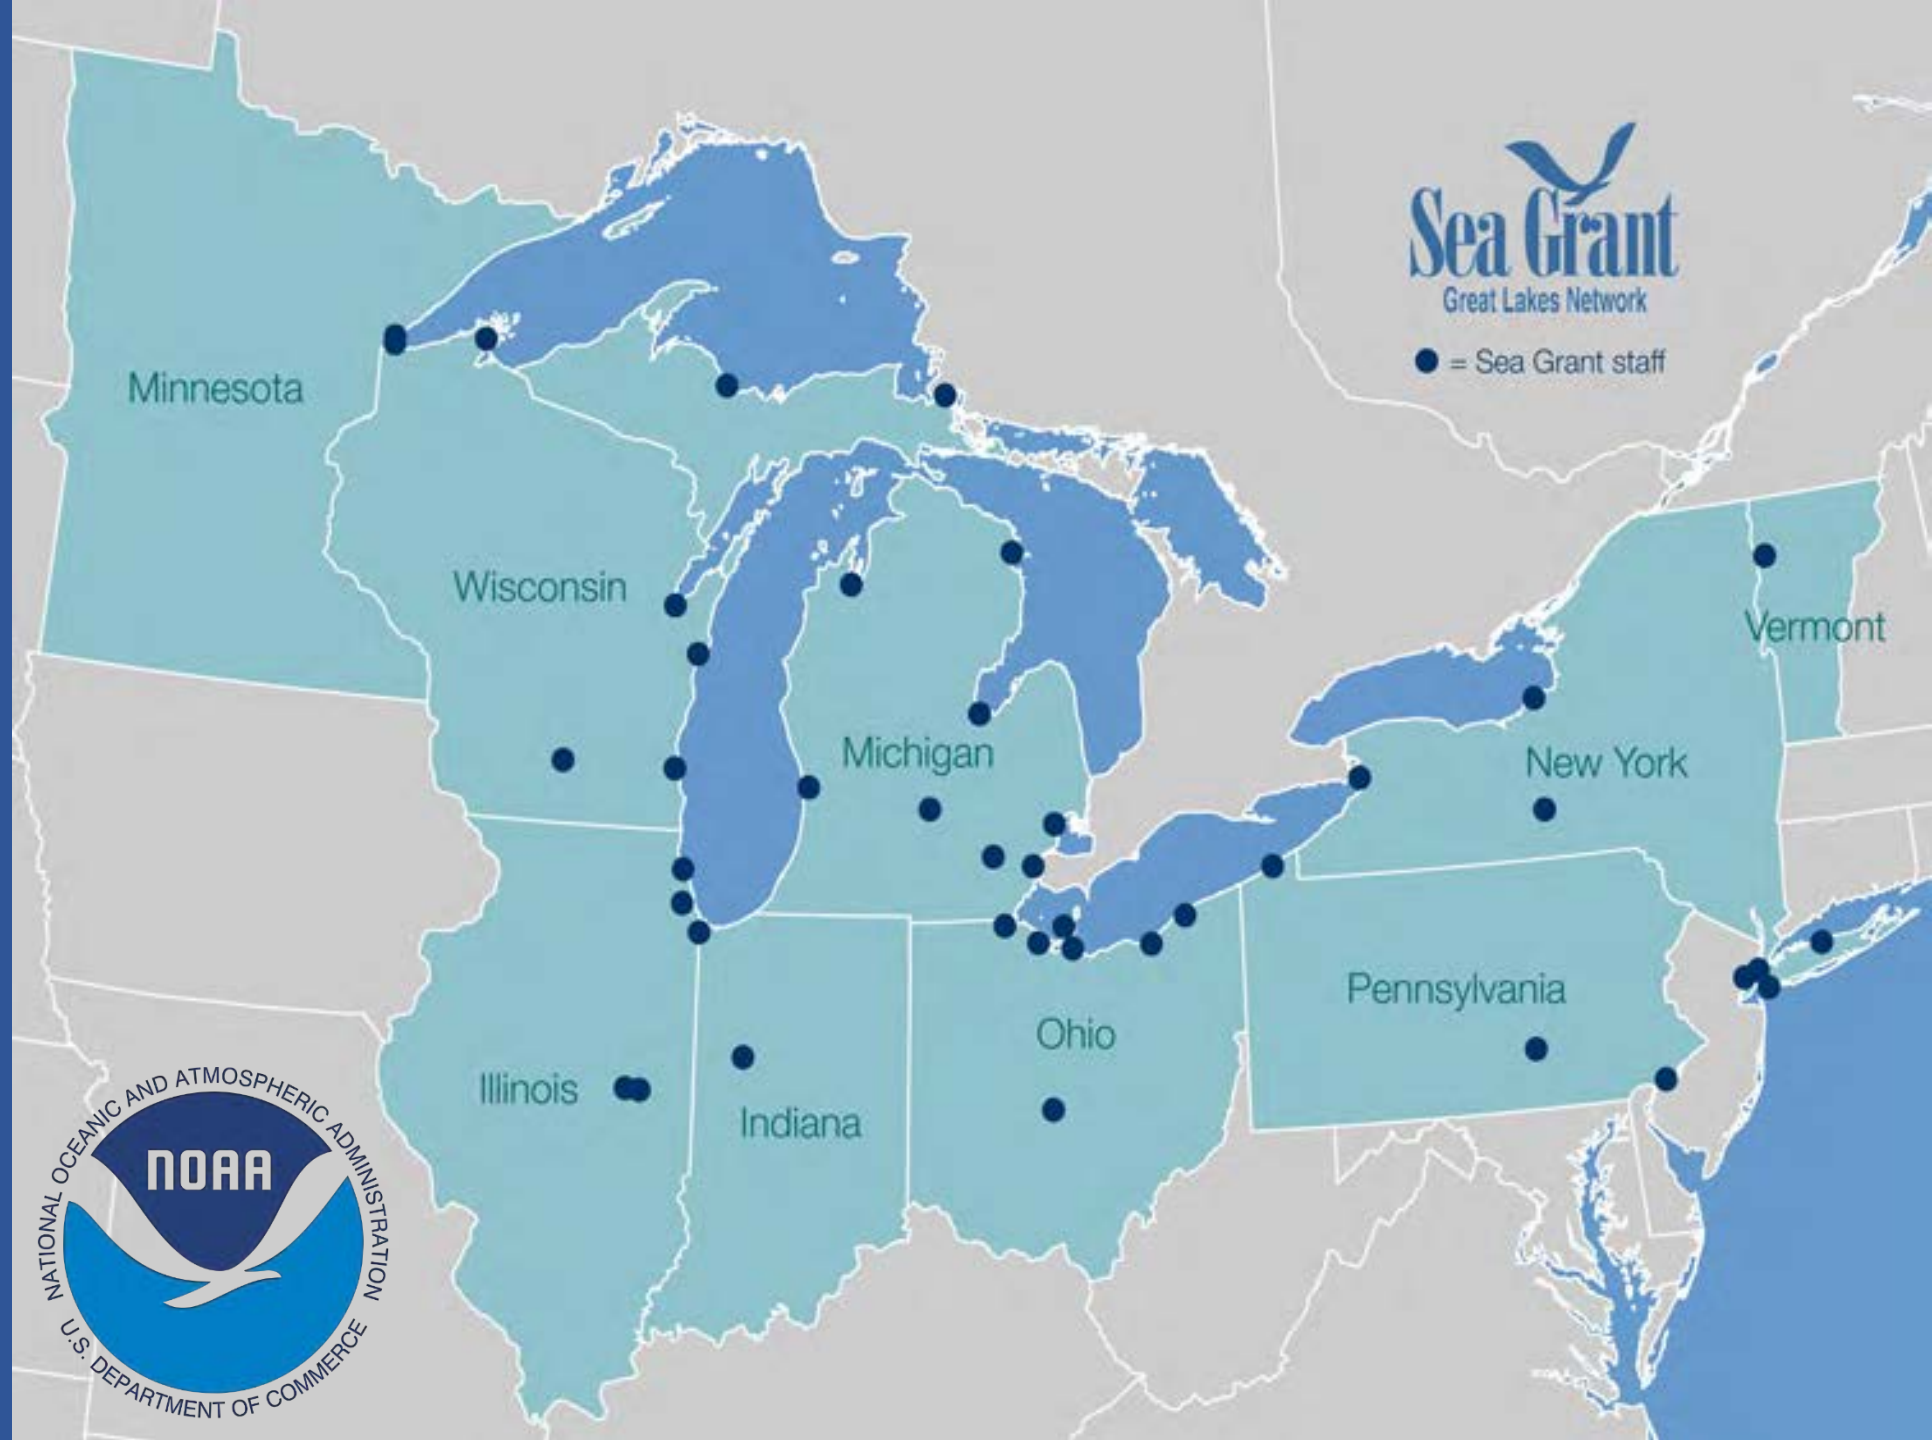 Sea Grant
Great Lakes Network
= Sea Grant staff
Minnesota
Wisconsin
Vermont
Michigan
New York
Pennsylvania
Ohio
Illinois
Indiana
NATIONAL OCEANIC AND ATMOSPHERIC ADMINISTRATION
NOAA
U.S. DEPARTMENT OF COMMERCE